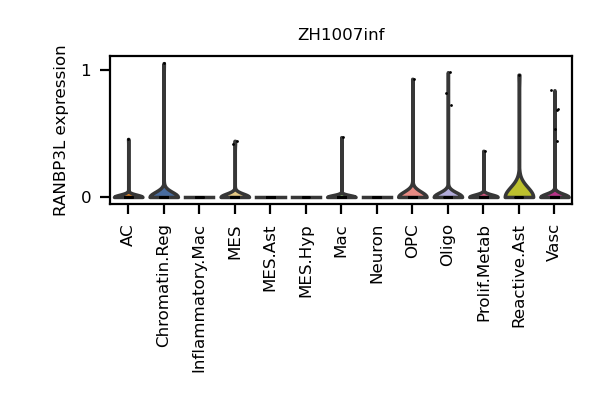 ZH1007inf
RANBP3L expression
1
0
AC
Chromatin.Reg
Inflammatory.Mac
MES
MES.Ast
MES.Hyp
Mac
Neuron
OPC
Oligo
Prolif.Metab
Reactive.Ast
Vasc